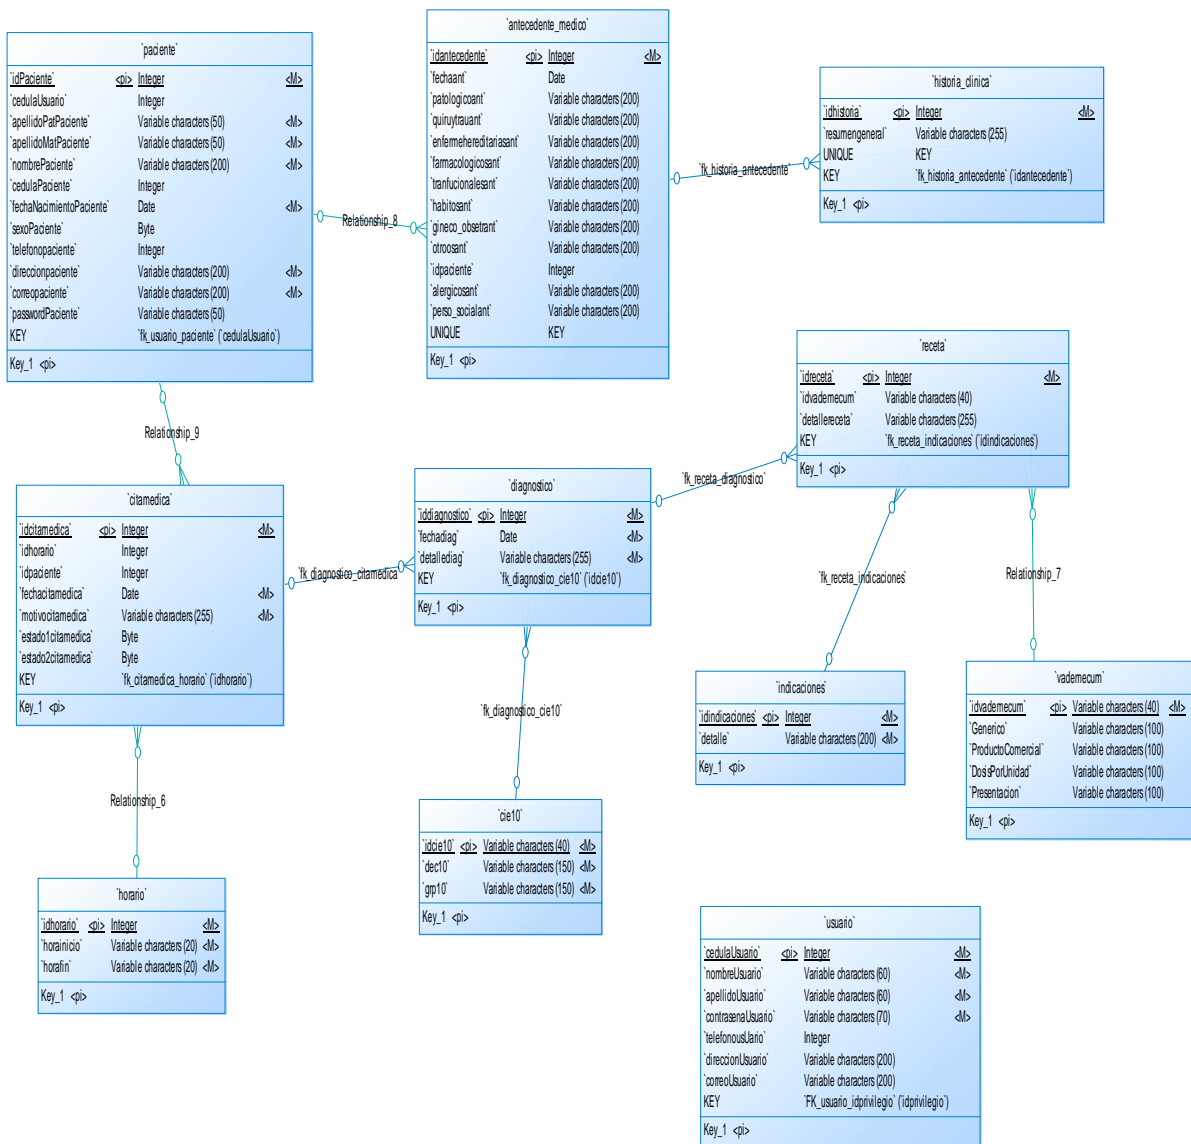 `paciente`
`idPaciente` <pi> Integer <M>
`cedulaUsuario` Integer
`apellidoPatPaciente` Variable characters (50) <M>
`apellidoMatPaciente` Variable characters (50) <M>
`nombrePaciente` Variable characters (200) <M>
`cedulaPaciente` Integer
`fechaNacimientoPaciente` Date <M>
`sexoPaciente` Byte
`telefonopaciente` Integer
`direccionpaciente` Variable characters (200) <M>
`correopaciente` Variable characters (200) <M>
`passwordPaciente` Variable characters (50)
KEY `fk_usuario_paciente` (`cedulaUsuario`)
Key_1 <pi>
Relationship_8
`antecedente_medico`
`idantecedente` <pi> Integer <M>
`fechaant` Date
`patologicoant` Variable characters (200)
`quiruytrauant` Variable characters (200)
`enfermehereditariasant` Variable characters (200)
`farmacologicosant` Variable characters (200)
`tranfucionalesant` Variable characters (200)
`habitosant` Variable characters (200)
`gineco_obsetrant` Variable characters (200)
`otroosant` Variable characters (200)
`idpaciente` Integer
`alergicosant` Variable characters (200)
`perso_socialant` Variable characters (200)
UNIQUE KEY
Key_1 <pi>
`fk_historia_antecedente`
`historia_clinica`
`idhistoria` <pi> Integer <M>
`resumengeneral` Variable characters (255)
UNIQUE KEY
KEY `fk_historia_antecedente` (`idantecedente`)
Key_1 <pi>
`receta`
`idreceta` <pi> Integer <M>
`idvademecum` Variable characters (40)
`detallereceta` Variable characters (255)
KEY `fk_receta_indicaciones` (`idindicaciones`)
Key_1 <pi>
Relationship_9
`citamedica`
`idcitamedica` <pi> Integer <M>
`idhorario` Integer
`idpaciente` Integer
`fechacitamedica` Date <M>
`motivocitamedica` Variable characters (255) <M>
`estado1citamedica` Byte
`estado2citamedica` Byte
KEY `fk_citamedica_horario` (`idhorario`)
Key_1 <pi>
`fk_diagnostico_citamedica`
`diagnostico`
`iddiagnostico` <pi> Integer <M>
`fechadiag` Date <M>
`detallediag` Variable characters (255) <M>
KEY `fk_diagnostico_cie10` (`idcie10`)
Key_1 <pi>
`fk_receta_diagnostico`
`fk_receta_indicaciones`
Relationship_7
`indicaciones`
`idindicaciones` <pi> Integer <M>
`detalle` Variable characters (200) <M>
Key_1 <pi>
`vademecum`
`idvademecum` <pi> Variable characters (40) <M>
`Generico` Variable characters (100)
`ProductoComercial` Variable characters (100)
`DosisPorUnidad` Variable characters (100)
`Presentacion` Variable characters (100)
Key_1 <pi>
`fk_diagnostico_cie10`
Relationship_6
`cie10`
`idcie10` <pi> Variable characters (40) <M>
`dec10` Variable characters (150) <M>
`grp10` Variable characters (150) <M>
Key_1 <pi>
`horario`
`idhorario` <pi> Integer <M>
`horainicio` Variable characters (20) <M>
`horafin` Variable characters (20) <M>
Key_1 <pi>
`usuario`
`cedulaUsuario` <pi> Integer <M>
`nombreUsuario` Variable characters (60) <M>
`apellidoUsuario` Variable characters (60) <M>
`contrasenaUsuario` Variable characters (70) <M>
`telefonousUario` Integer
`direccionUsuario` Variable characters (200)
`correoUsuario` Variable characters (200)
KEY `FK_usuario_idprivilegio` (`idprivilegio`)
Key_1 <pi>